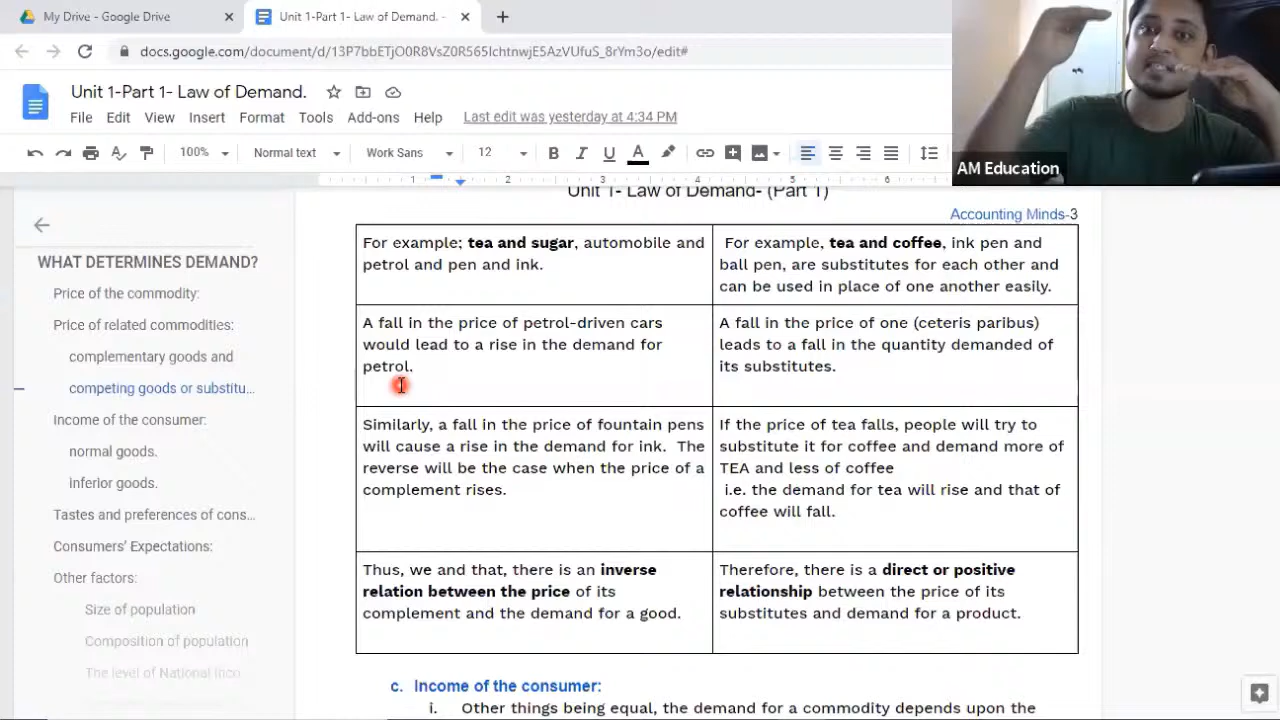 My Drive - Google Drive
Unit 1-Part 1- Law of Demand. -
docs.google.com/document/d/13P7bbETjO0R8VsZ0R565lchtnwjE5AzVUfuS_8rYm3o/edit#
Unit 1-Part 1- Law of Demand.
File Edit View Insert Format Tools Add-ons Help Last edit was yesterday at 4:34 PM
100% Normal text Work Sans 12 B I U A
AM Education
1 2 3 4 5 6
Unit 1- Law of Demand- (Part 1)
Accounting Minds-3
WHAT DETERMINES DEMAND?
Price of the commodity:
Price of related commodities:
complementary goods and
competing goods or substitu...
Income of the consumer:
normal goods.
inferior goods.
Tastes and preferences of cons...
Consumers' Expectations:
Other factors:
Size of population
Composition of population
The level of National Inco
For example; tea and sugar, automobile and
petrol and pen and ink.
For example, tea and coffee, ink pen and
ball pen, are substitutes for each other and
can be used in place of one another easily.
A fall in the price of petrol-driven cars
would lead to a rise in the demand for
petrol.
A fall in the price of one (ceteris paribus)
leads to a fall in the quantity demanded of
its substitutes.
Similarly, a fall in the price of fountain pens
will cause a rise in the demand for ink. The
reverse will be the case when the price of a
complement rises.
If the price of tea falls, people will try to
substitute it for coffee and demand more of
TEA and less of coffee
i.e. the demand for tea will rise and that of
coffee will fall.
Thus, we and that, there is an inverse
relation between the price of its
complement and the demand for a good.
Therefore, there is a direct or positive
relationship between the price of its
substitutes and demand for a product.
c. Income of the consumer:
i. Other things being equal, the demand for a commodity depends upon the